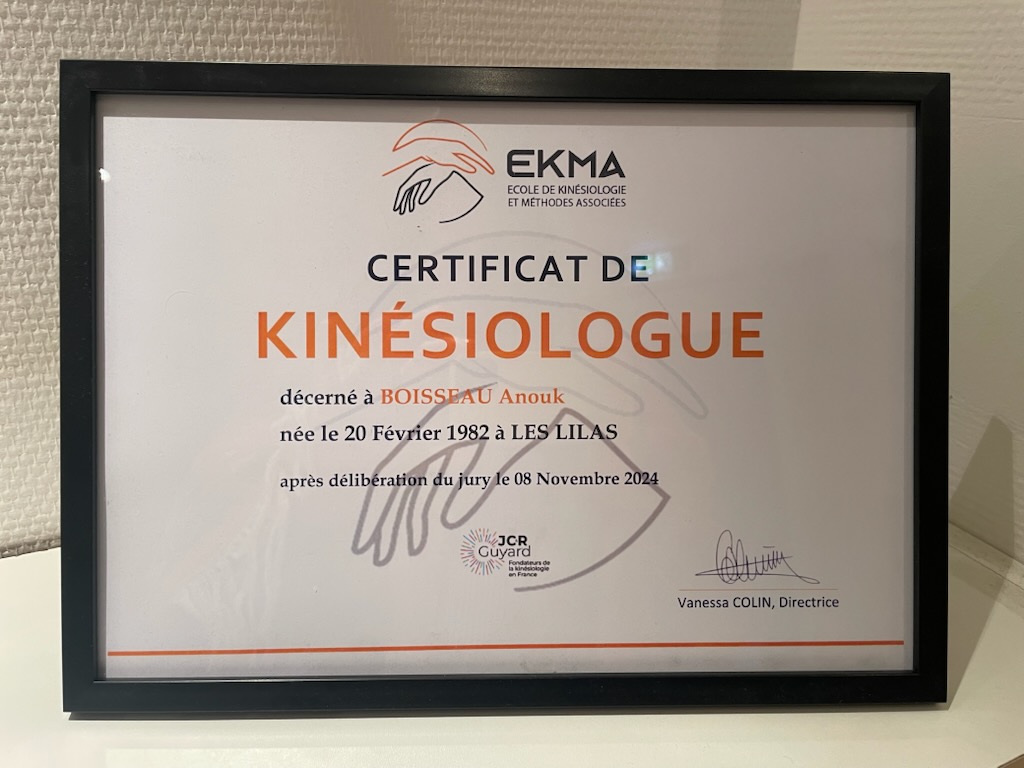 EKMA
ECOLE DE KINÉSIOLOGIE
ET MÉTHODES ASSOCIÉES
CERTIFICAT DE
KINÉSIOLOGUE
décerné à BOISSEAU Anouk
née le 20 Février 1982 à LES LILAS
après délibération du jury le 08 Novembre 2024
JCR
Guyard
Fondateurs de
la kinésiologie
en France
Vanessa COLIN, Directrice